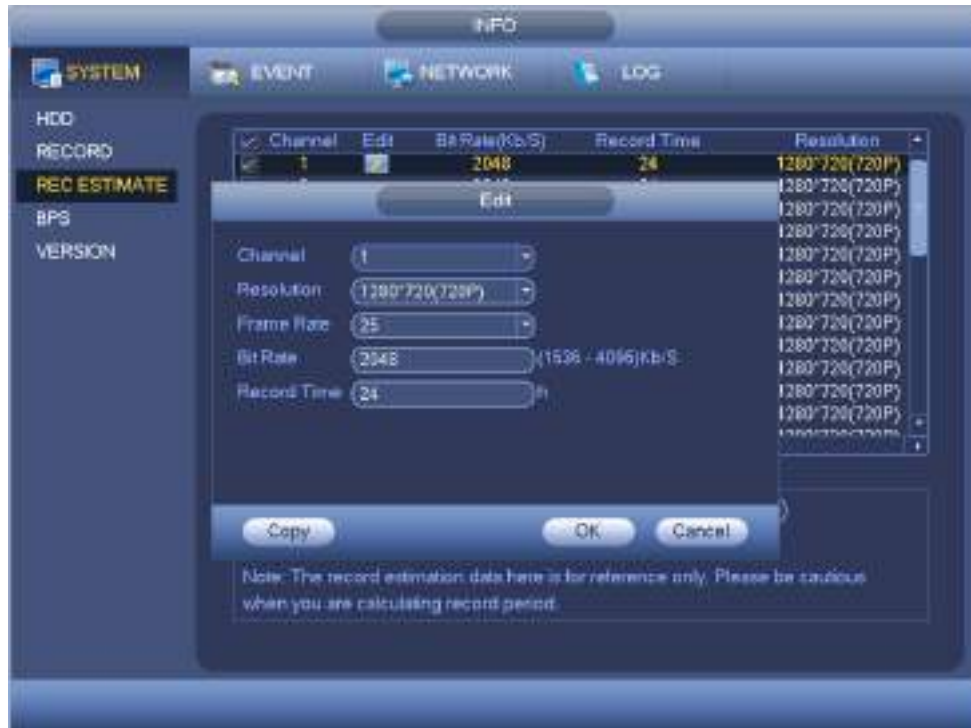 INFO
SYSTEM EVENT NETWORK LOG
HDD
RECORD
REC ESTIMATE
BPS
VERSION
Channel Edit Bit Rate(Kb/S) Record Time Resolution
1 2048 24 1280*720(720P)
1280*720(720P)
1280*720(720P)
1280*720(720P)
1280*720(720P)
1280*720(720P)
1280*720(720P)
1280*720(720P)
1280*720(720P)
1280*720(720P)
1280*720(720P)
1280*720(720P)
Edit
Channel 1
Resolution 1280*720(720P)
Frame Rate 25
Bit Rate 2048 (1536 - 4096)Kb/S
Record Time 24 h
Copy OK Cancel
Note: The record estimation data here is for reference only. Please be cautious
when you are calculating record period.